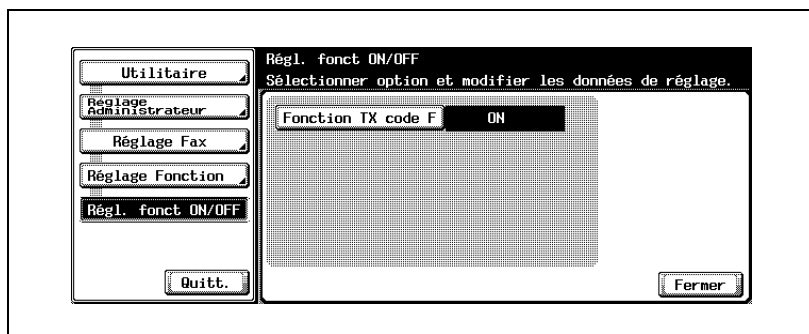 Utilitaire
Réglage
Administrateur
Réglage Fax
Réglage Fonction
Régl. fonct ON/OFF
Quitt.
Régl. fonct ON/OFF
Sélectionner option et modifier les données de réglage.
Fonction TX code F ON
Fermer